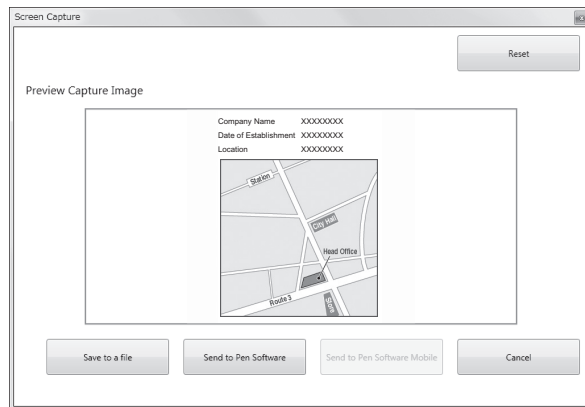 Screen Capture
Reset
Preview Capture Image
Company Name XXXXXXXX
Date of Establishment XXXXXXXX
Location XXXXXXXX
Station
City Hall
Head Office
Route 3
Store
Save to a file
Send to Pen Software
Send to Pen Software Mobile
Cancel